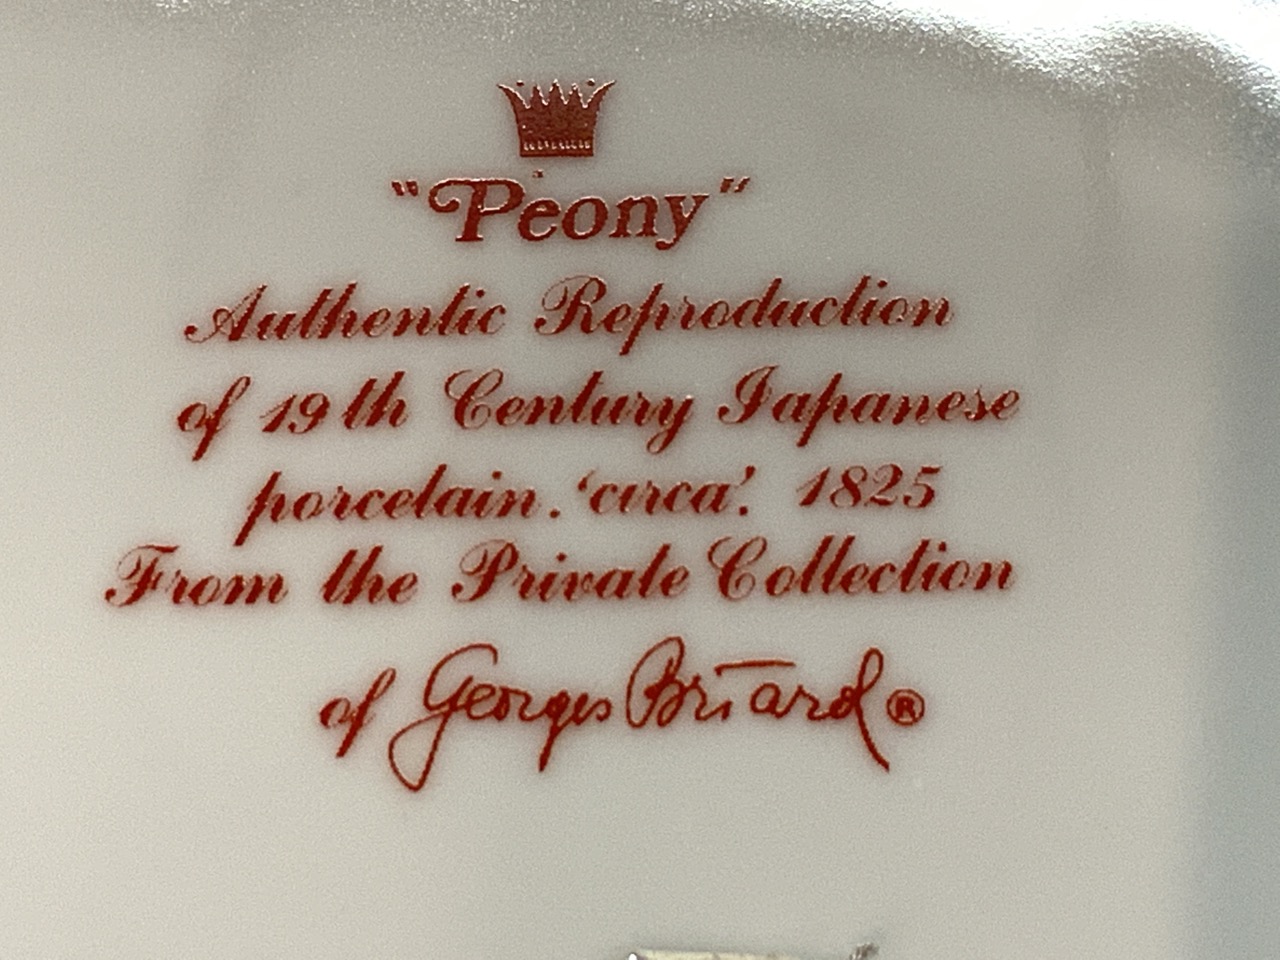 "Peony"
Authentic Reproduction
of 19th Century Japanese
porcelain. 'circa'. 1825
From the Private Collection
of Georges Briard ®